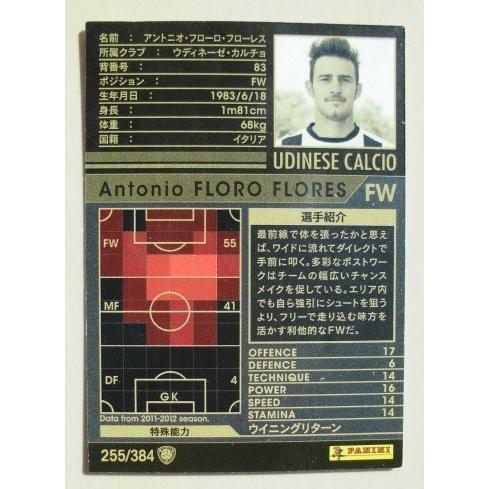 名前 ： アントニオ・フローロ・フローレス
所属クラブ ： ウディネーゼ・カルチョ
背番号 ： 83
ポジション ： FW
生年月日 ： 1983/6/18
身長 ： 1m81cm
体重 ： 68kg
国籍 ： イタリア
UDINESE CALCIO
Antonio FLORO FLORES FW
FW 55
MF 41
DF 4
GK
Data from 2011-2012 season.
特殊能力
255/384
選手紹介
最前線で体を張ったかと思え
ば、ワイドに流れてダイレクトで
手前に叩く。多彩なポストワー
クはチームの幅広いチャンス
メイクを促している。エリア内
でも自ら強引にシュートを狙う
より、フリーで走り込む味方を
活かす利他的なFWだ。
OFFENCE 17
DEFENCE 6
TECHNIQUE 14
POWER 16
SPEED 14
STAMINA 14
ウイニングリターン
PANINI